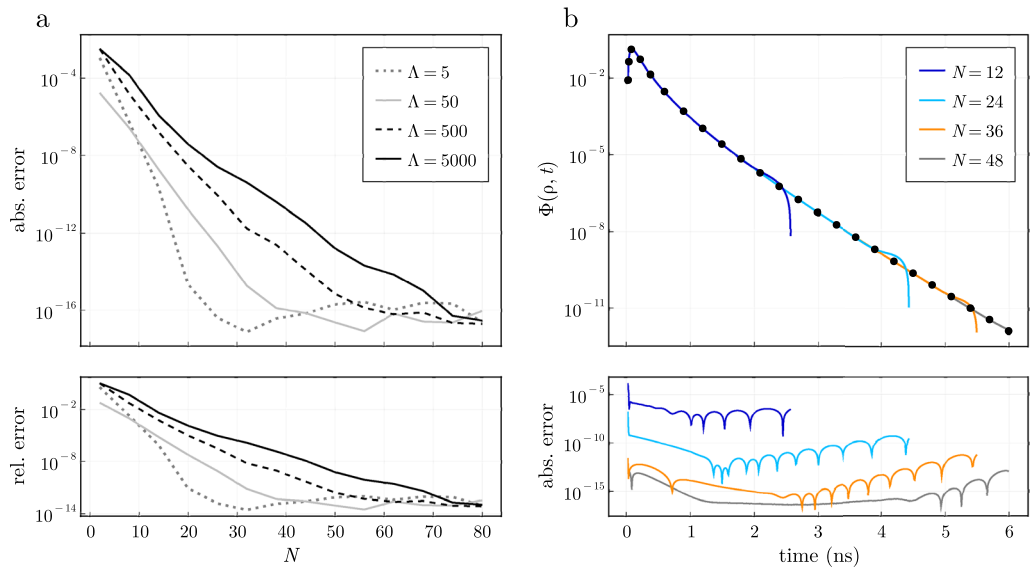 a
abs. error
10⁻⁴
10⁻⁸
10⁻¹²
10⁻¹⁶
Λ = 5
Λ = 50
Λ = 500
Λ = 5000
rel. error
10⁻²
10⁻⁸
10⁻¹⁴
0 10 20 30 40 50 60 70 80
N
b
Φ(ρ, t)
10⁻²
10⁻⁵
10⁻⁸
10⁻¹¹
N = 12
N = 24
N = 36
N = 48
abs. error
10⁻⁵
10⁻¹⁰
10⁻¹⁵
0 1 2 3 4 5 6
time (ns)